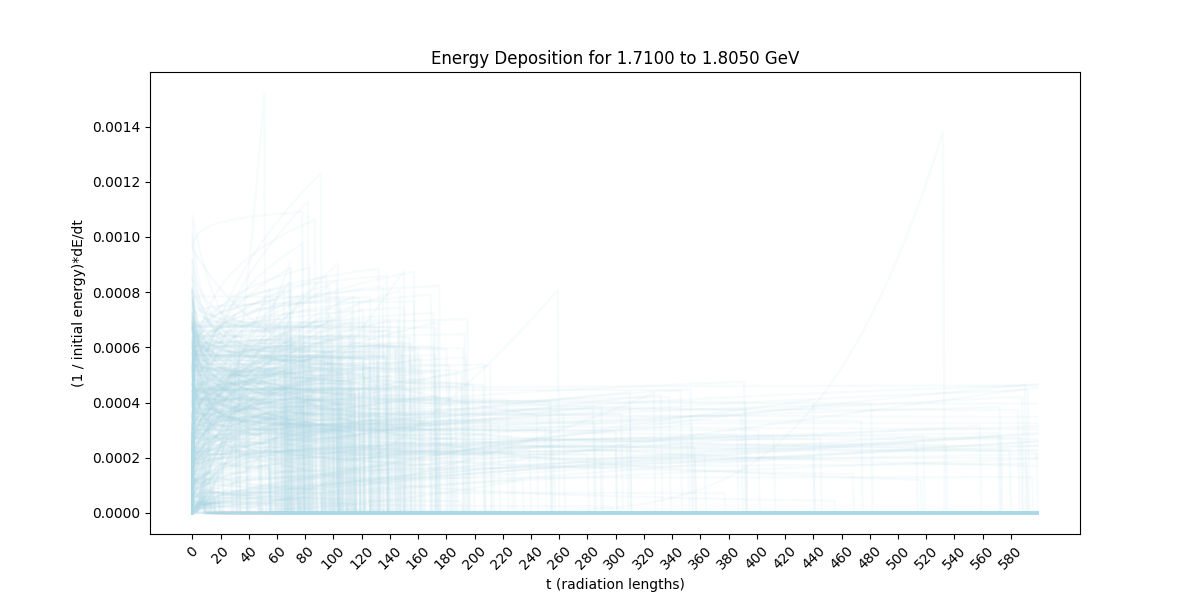 Energy Deposition for 1.7100 to 1.8050 GeV
(1 / initial energy)*dE/dt
0.0014
0.0012
0.0010
0.0008
0.0006
0.0004
0.0002
0.0000
0 20 40 60 80 100 120 140 160 180 200 220 240 260 280 300 320 340 360 380 400 420 440 460 480 500 520 540 560 580
t (radiation lengths)